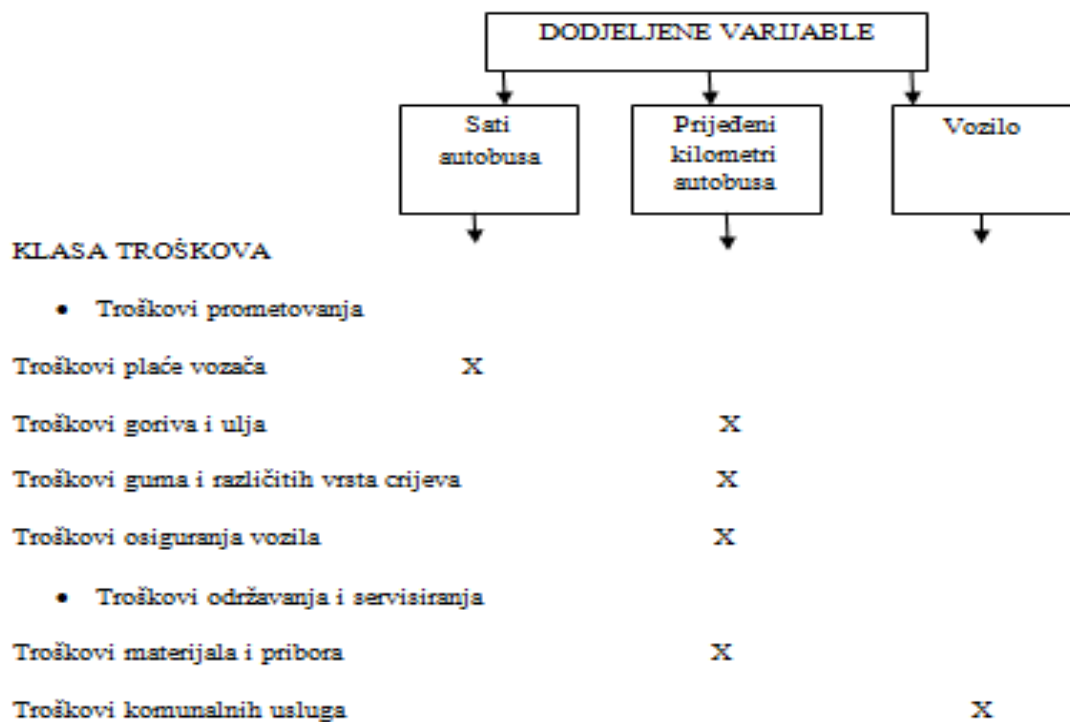 DODJELJENE VARIJABLE
Sati
autobusa
Prijeđeni
kilometri
autobusa
Vozilo
KLASA TROŠKOVA
• Troškovi prometovanja
Troškovi plaće vozača X
Troškovi goriva i ulja X
Troškovi guma i različitih vrsta crijeva X
Troškovi osiguranja vozila X
• Troškovi održavanja i servisiranja
Troškovi materijala i pribora X
Troškovi komunalnih usluga X